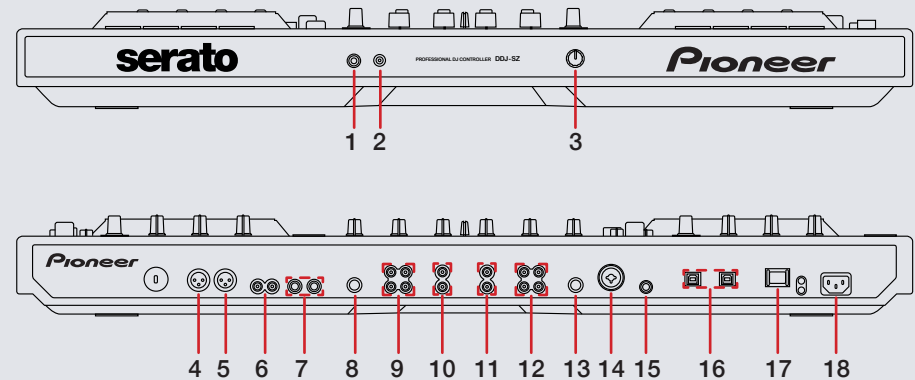 serato
PROFESSIONAL DJ CONTROLLER DDJ-SZ
Pioneer
1 2 3
Pioneer
4 5 6 7 8 9 10 11 12 13 14 15 16 17 18